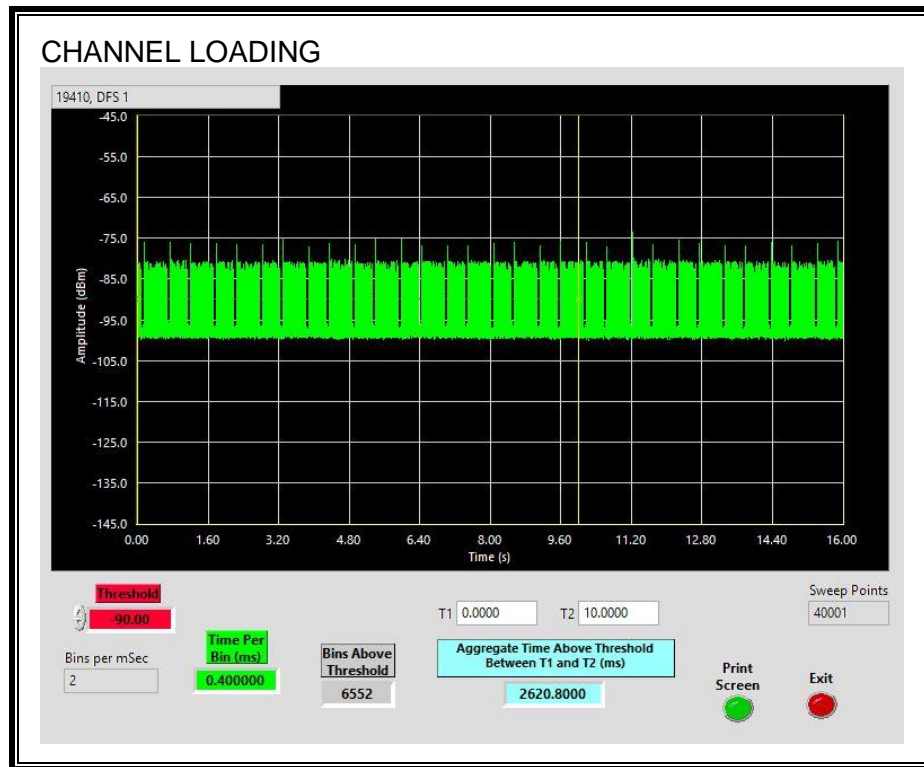 CHANNEL LOADING
19410, DFS 1
-45.0
-55.0
-65.0
-75.0
-85.0
-95.0
-105.0
-115.0
-125.0
-135.0
-145.0
Amplitude (dBm)
0.00 1.60 3.20 4.80 6.40 8.00 9.60 11.20 12.80 14.40 16.00
Time (s)
Threshold
-90.00
Bins per mSec
2
Time Per
Bin (ms)
0.400000
Bins Above
Threshold
6552
T1 0.0000 T2 10.0000
Aggregate Time Above Threshold
Between T1 and T2 (ms)
2620.8000
Sweep Points
40001
Print
Screen
Exit